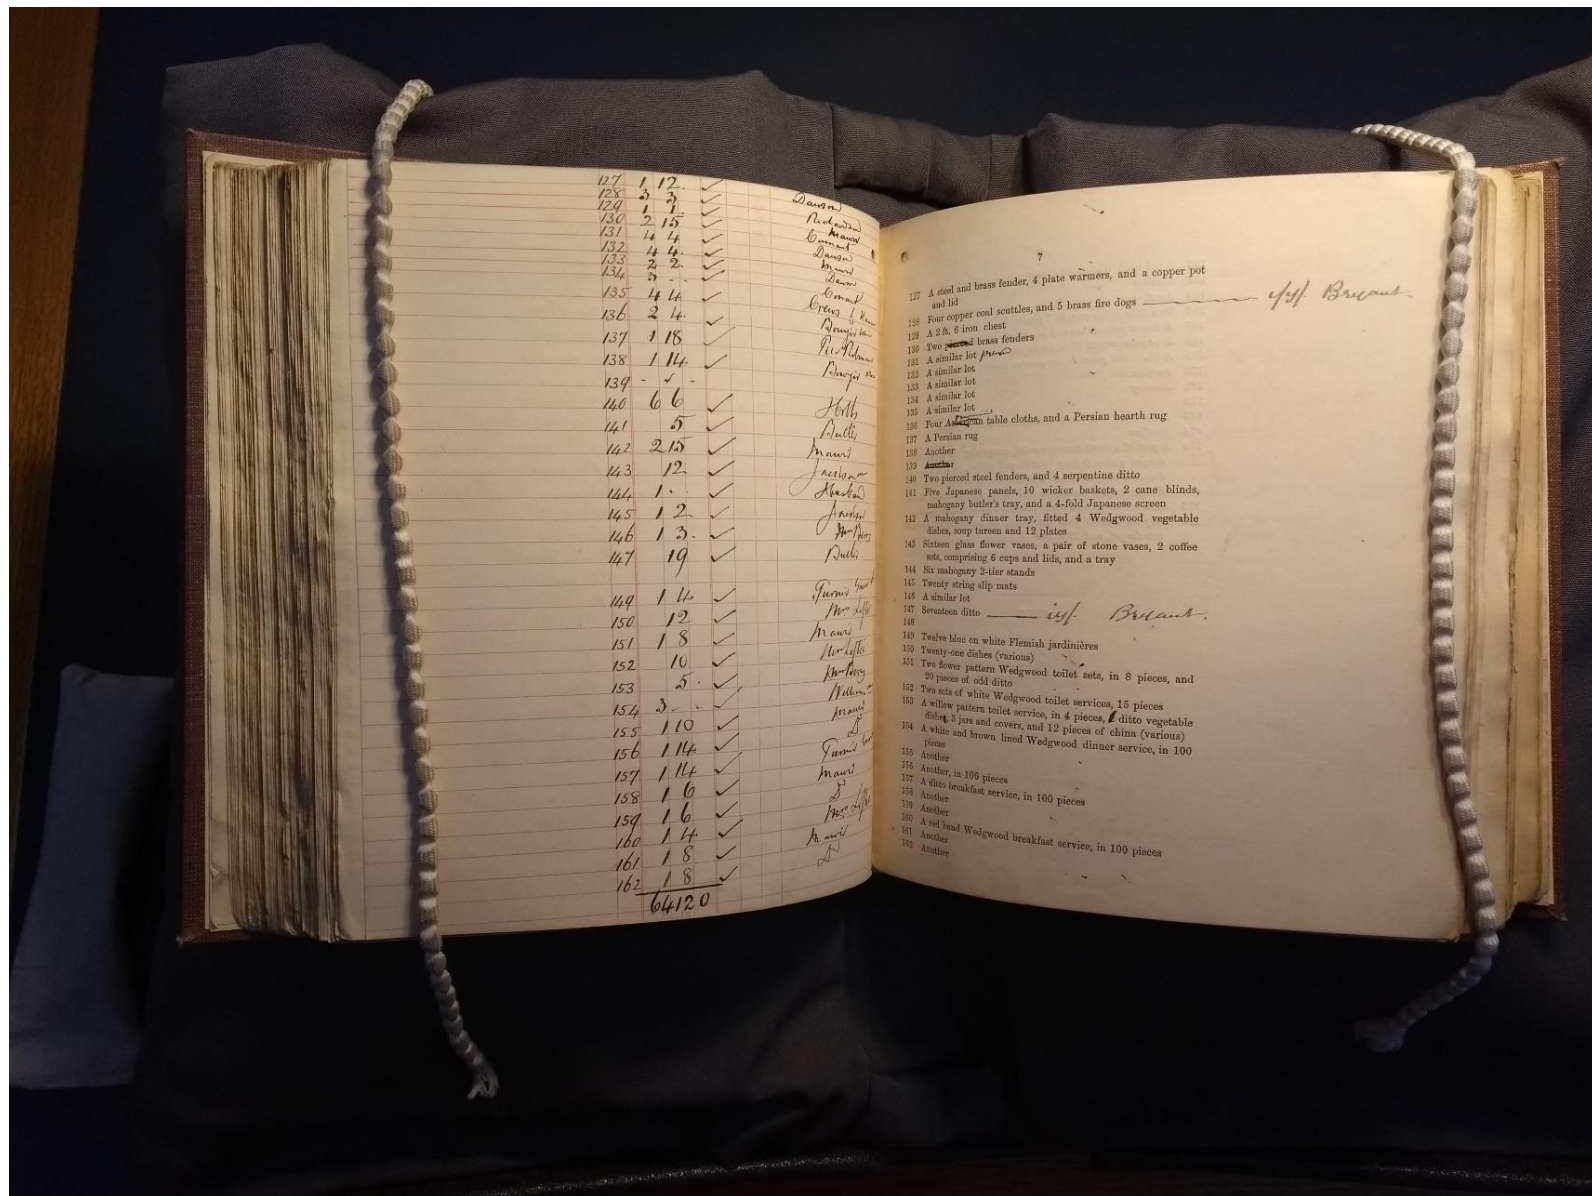 127 1 12 ✓
128 3 3 ✓ Dawson
129 1 1 ✓
130 2 15 ✓ Mawer
131 4 4 ✓
132 4 4 ✓ Dawson
133 2 2 ✓
134 3 - - ✓
135 4 4 ✓
136 2 4 ✓
137 1 18 ✓
138 1 14 ✓
139 - ✓ -
140 6 6 ✓
141 5 ✓ Butler
142 2 15 ✓
143 12 ✓ Jackson
144 1 - - ✓ Husband
145 1 2 ✓ Jackson
146 1 3 - ✓
147 19 ✓ Butler
149 1 4 ✓
150 12 ✓
151 1 8 ✓
152 10 ✓
153 5 - ✓
154 3 - - ✓
155 1 10 ✓
156 1 14 ✓
157 1 14 ✓
158 1 6 ✓
159 1 6 ✓
160 1 4 ✓
161 1 8 ✓
162 1 8 ✓
64 12 0
7
127 A steel and brass fender, 4 plate warmers, and a copper pot
and lid
128 Four copper coal scuttles, and 5 brass fire dogs Bryant.
129 A 2 ft. 6 iron chest
130 Two pierced brass fenders
131 A similar lot
132 A similar lot
133 A similar lot
134 A similar lot
135 A similar lot
136 Four table cloths, and a Persian hearth rug
137 A Persian rug
138 Another
139 Another
140 Two pierced steel fenders, and 4 serpentine ditto
141 Five Japanese panels, 10 wicker baskets, 2 cane blinds,
mahogany butler's tray, and a 4-fold Japanese screen
142 A mahogany dinner tray, fitted 4 Wedgwood vegetable
dishes, soup tureen and 12 plates
143 Sixteen glass flower vases, a pair of stone vases, 2 coffee
sets, comprising 6 cups and lids, and a tray
144 Six mahogany 2-tier stands
145 Twenty string slip mats
146 A similar lot
147 Seventeen ditto Bryant.
148
149 Twelve blue on white Flemish jardinières
150 Twenty-one dishes (various)
151 Two flower pattern Wedgwood toilet sets, in 8 pieces, and
20 pieces of odd ditto
152 Two sets of white Wedgwood toilet services, 15 pieces
153 A willow pattern toilet service, in 4 pieces, ditto vegetable
dishes, 3 jars and covers, and 12 pieces of china (various)
154 A white and brown lined Wedgwood dinner service, in 100
pieces
155 Another
156 Another, in 106 pieces
157 A ditto breakfast service, in 100 pieces
158 Another
159 Another
160 A red band Wedgwood breakfast service, in 100 pieces
161 Another
162 Another